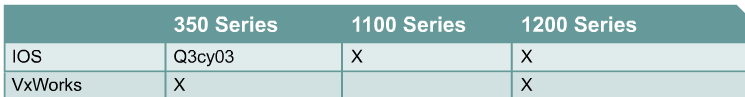 350 Series 1100 Series 1200 Series
IOS Q3cy03 X X
VxWorks X X